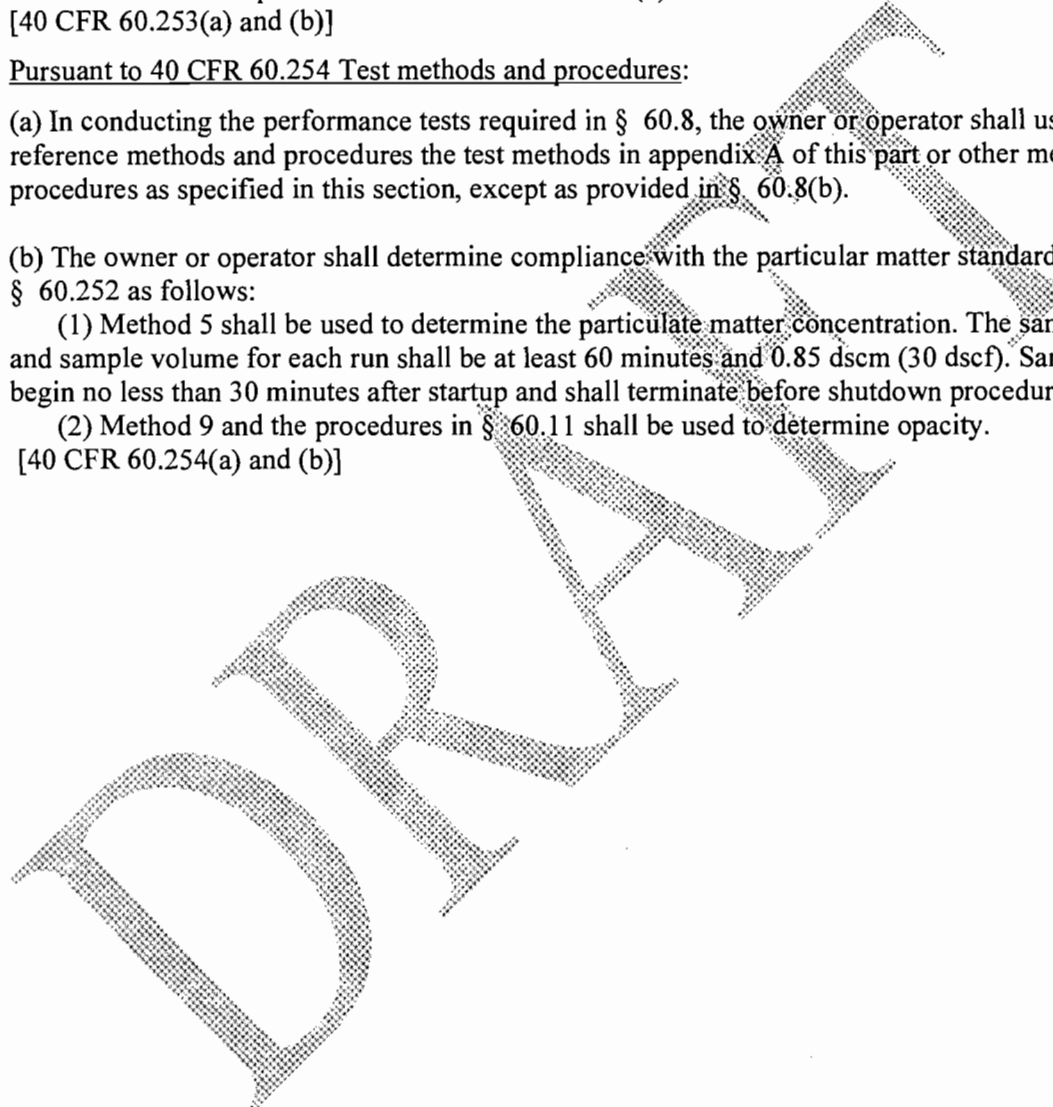 [40 CFR 60.253(a) and (b)]
Pursuant to 40 CFR 60.254 Test methods and procedures:
(a) In conducting the performance tests required in § 60.8, the owner or operator shall
reference methods and procedures the test methods in appendix A of this part or other
procedures as specified in this section, except as provided in § 60.8(b).
(b) The owner or operator shall determine compliance with the particular matter standard
§ 60.252 as follows:
(1) Method 5 shall be used to determine the particulate matter concentration. The
and sample volume for each run shall be at least 60 minutes and 0.85 dscm (30 dscf).
begin no less than 30 minutes after startup and shall terminate before shutdown
(2) Method 9 and the procedures in § 60.11 shall be used to determine opacity.
[40 CFR 60.254(a) and (b)]
DRAFT